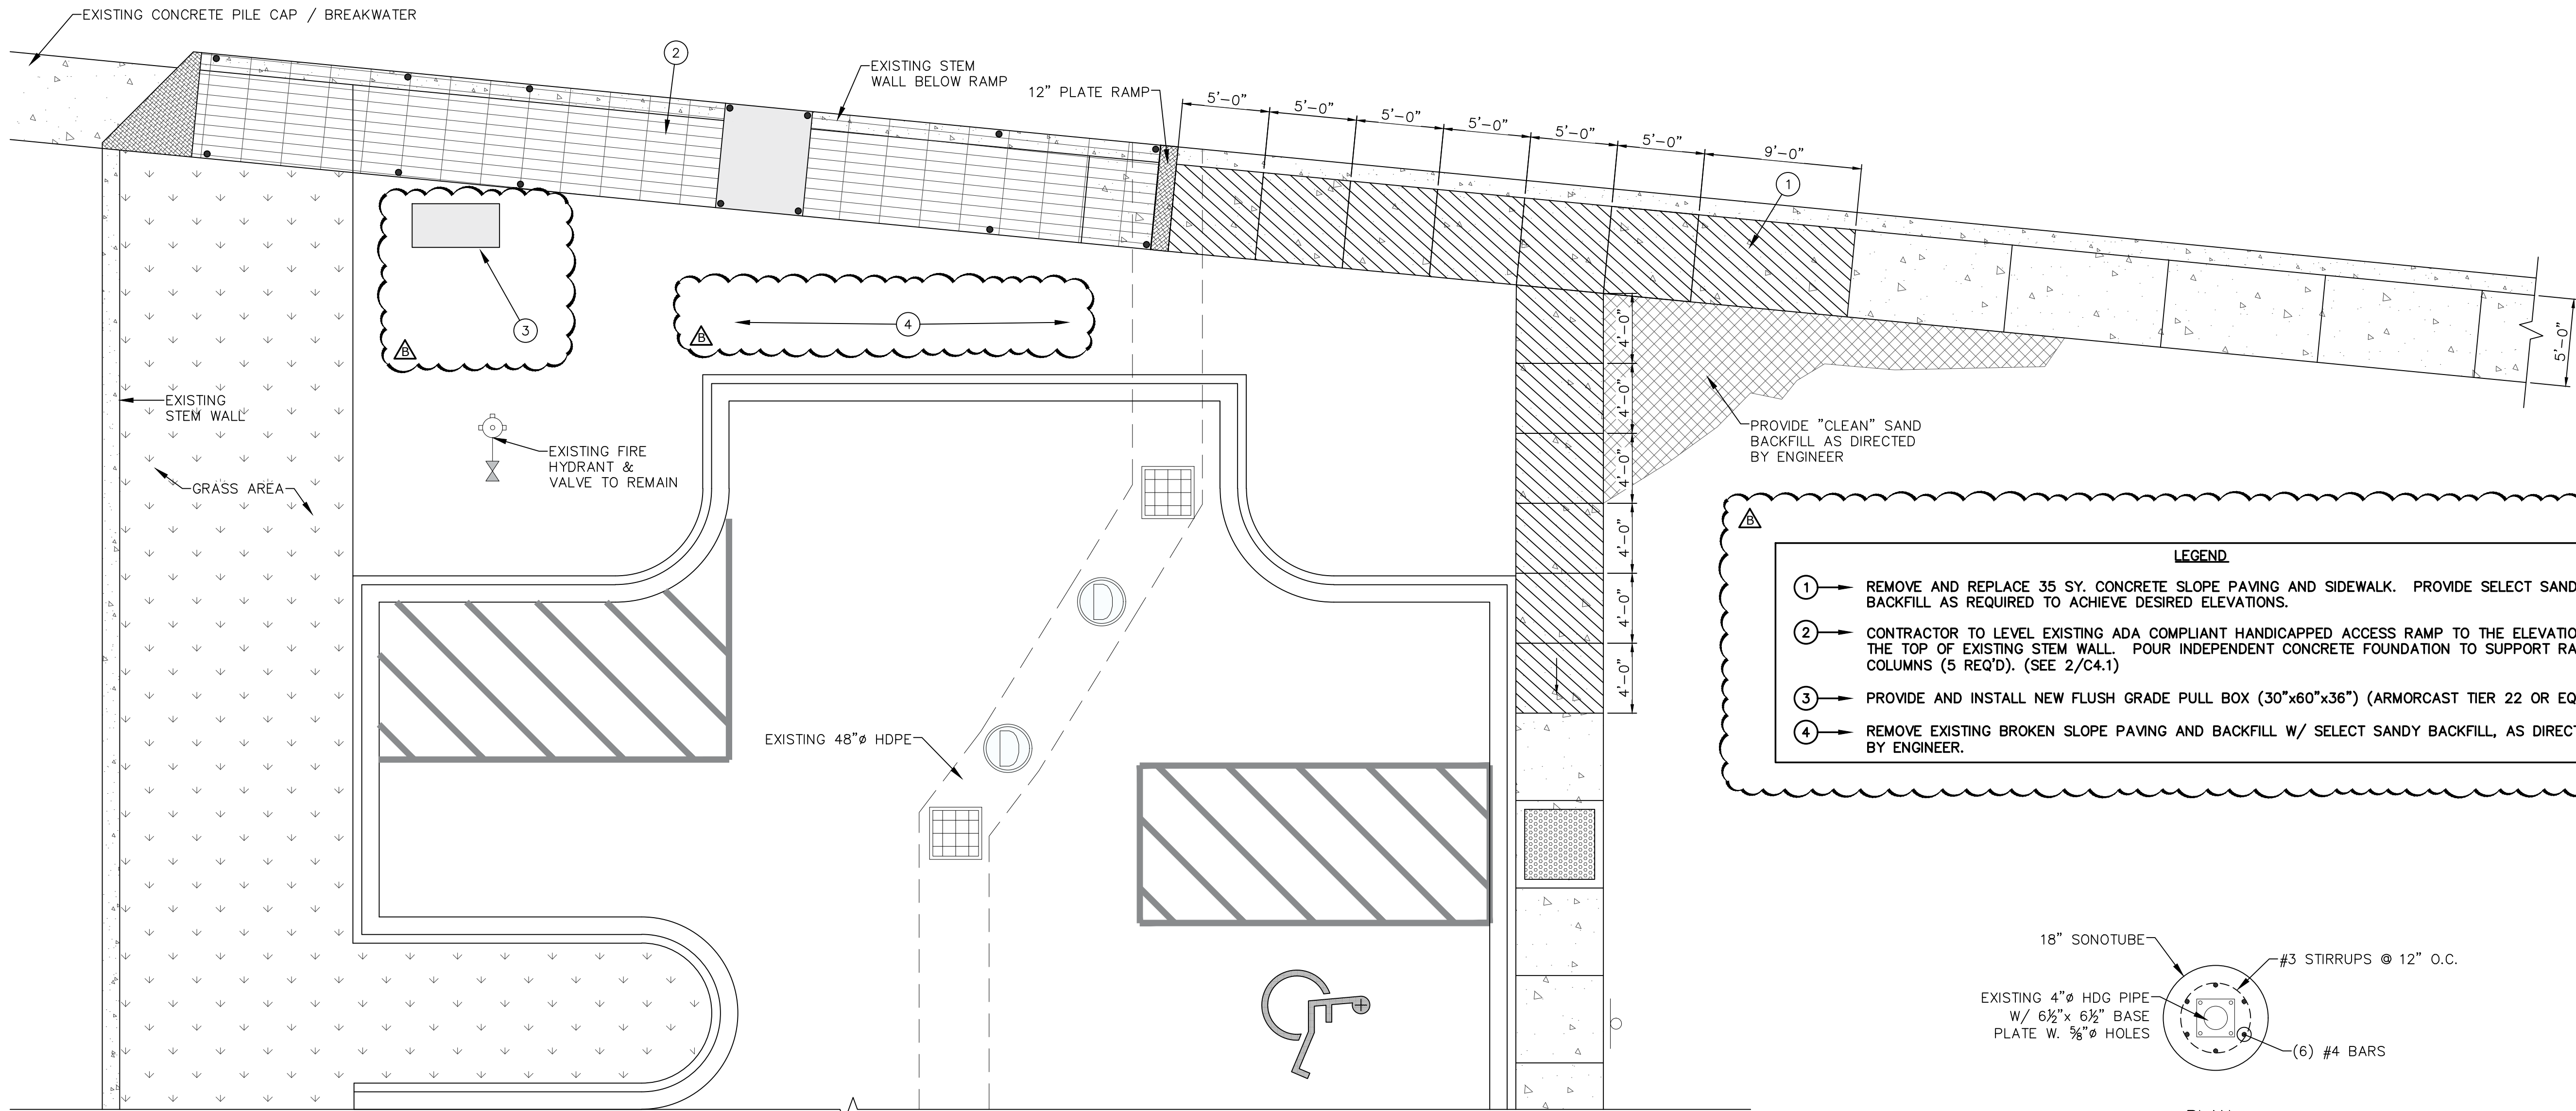 EXISTING CONCRETE PILE CAP / BREAKWATER
2
EXISTING STEM
WALL BELOW RAMP
12" PLATE RAMP
5'-0"
5'-0"
5'-0"
5'-0"
5'-0"
5'-0"
9'-0"
1
5'-0"
3
B
4
B
4'-0"
4'-0"
4'-0"
4'-0"
4'-0"
4'-0"
EXISTING
STEM WALL
GRASS AREA
EXISTING FIRE
HYDRANT &
VALVE TO REMAIN
PROVIDE "CLEAN" SAND
BACKFILL AS DIRECTED
BY ENGINEER
B
LEGEND
1 REMOVE AND REPLACE 35 SY. CONCRETE SLOPE PAVING AND SIDEWALK. PROVIDE SELECT SAND
BACKFILL AS REQUIRED TO ACHIEVE DESIRED ELEVATIONS.
2 CONTRACTOR TO LEVEL EXISTING ADA COMPLIANT HANDICAPPED ACCESS RAMP TO THE ELEVATIO
THE TOP OF EXISTING STEM WALL. POUR INDEPENDENT CONCRETE FOUNDATION TO SUPPORT RA
COLUMNS (5 REQ'D). (SEE 2/C4.1)
3 PROVIDE AND INSTALL NEW FLUSH GRADE PULL BOX (30"x60"x36") (ARMORCAST TIER 22 OR EQ
4 REMOVE EXISTING BROKEN SLOPE PAVING AND BACKFILL W/ SELECT SANDY BACKFILL, AS DIRECT
BY ENGINEER.
D
D
EXISTING 48"ø HDPE
18" SONOTUBE
#3 STIRRUPS @ 12" O.C.
EXISTING 4"ø HDG PIPE
W/ 6½"x 6½" BASE
PLATE W. ⅝"ø HOLES
(6) #4 BARS